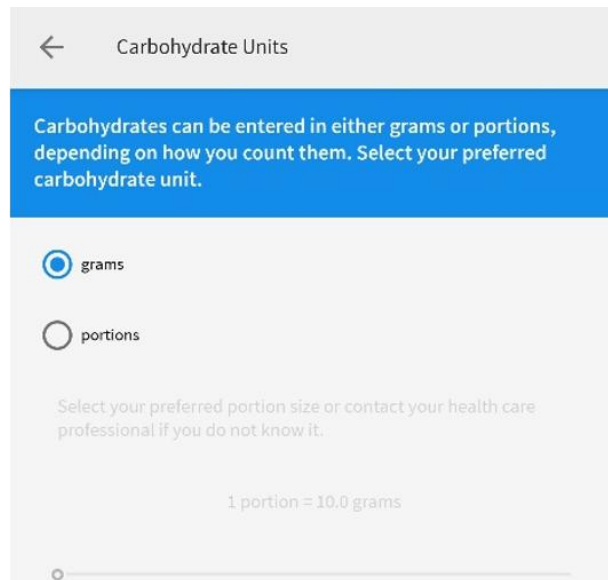 Carbohydrate Units
Carbohydrates can be entered in either grams or portions,
depending on how you count them. Select your preferred
carbohydrate unit.
grams
portions
Select your preferred portion size or contact your health care
professional if you do not know it.
1 portion = 10.0 grams